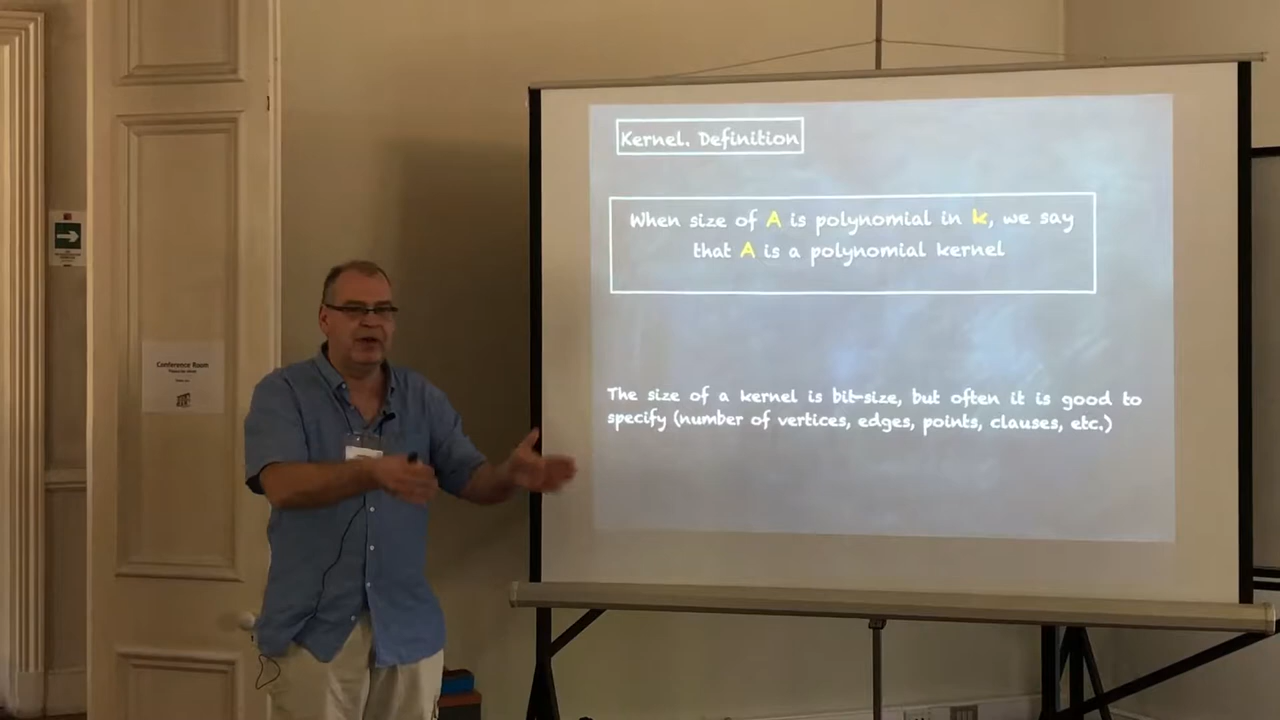 Kernel. Definition
When size of A is polynomial in k, we say
that A is a polynomial kernel
The size of a kernel is bit-size, but often it is good to
specify (number of vertices, edges, points, clauses, etc.)
Conference Room